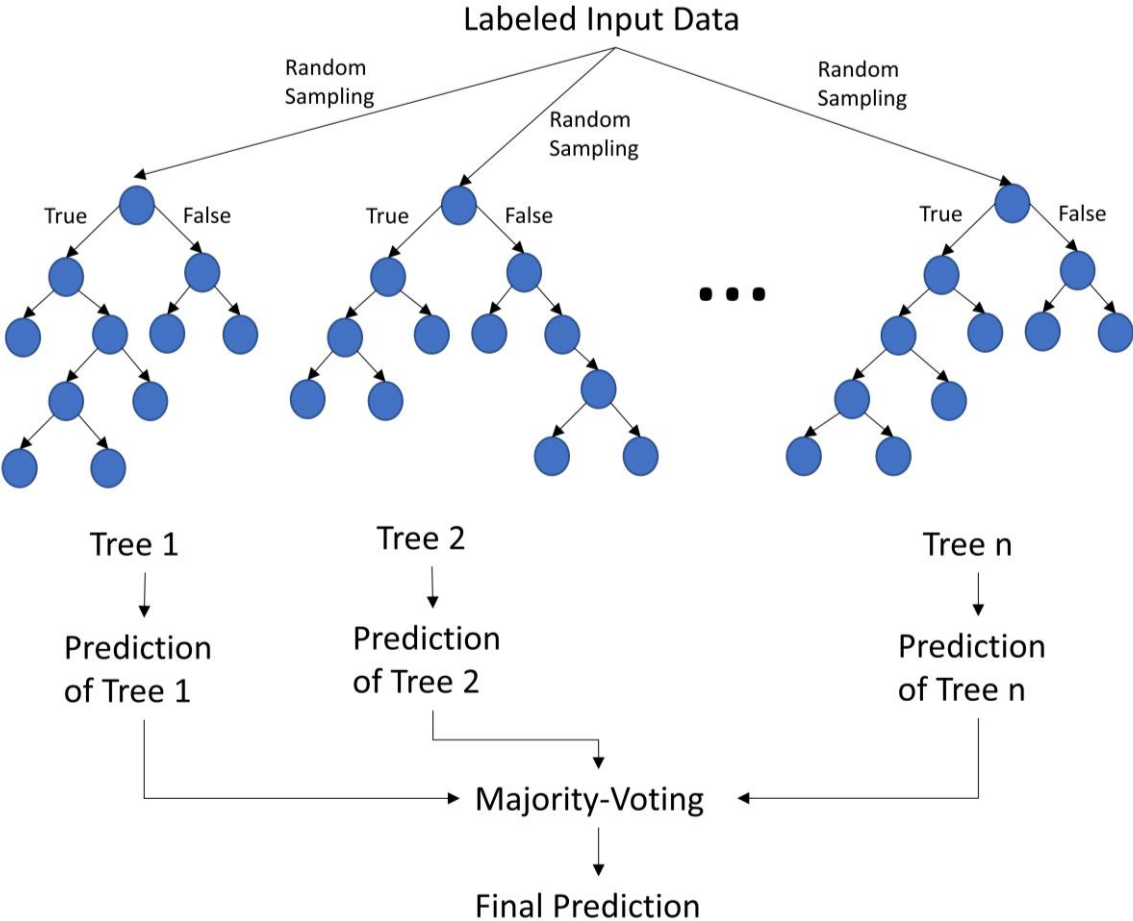 Labeled Input Data
Random
Sampling
Random
Sampling
Random
Sampling
True
False
True
False
True
False
Tree 1
Tree 2
Tree n
Prediction
of Tree 1
Prediction
of Tree 2
Prediction
of Tree n
Majority-Voting
Final Prediction